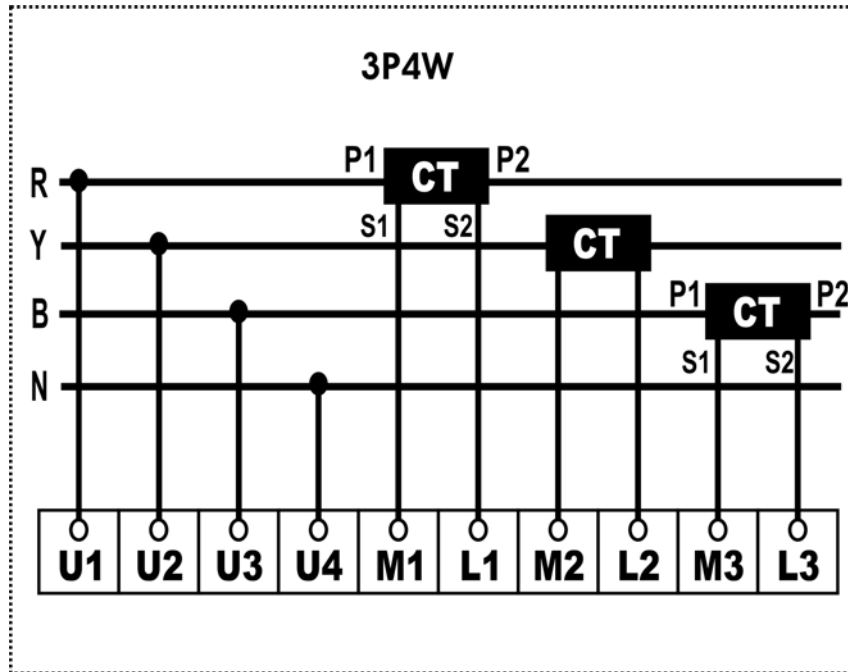 3P4W
R P1 CT P2
S1 S2
Y CT
B P1 CT P2
S1 S2
N
U1 U2 U3 U4 M1 L1 M2 L2 M3 L3